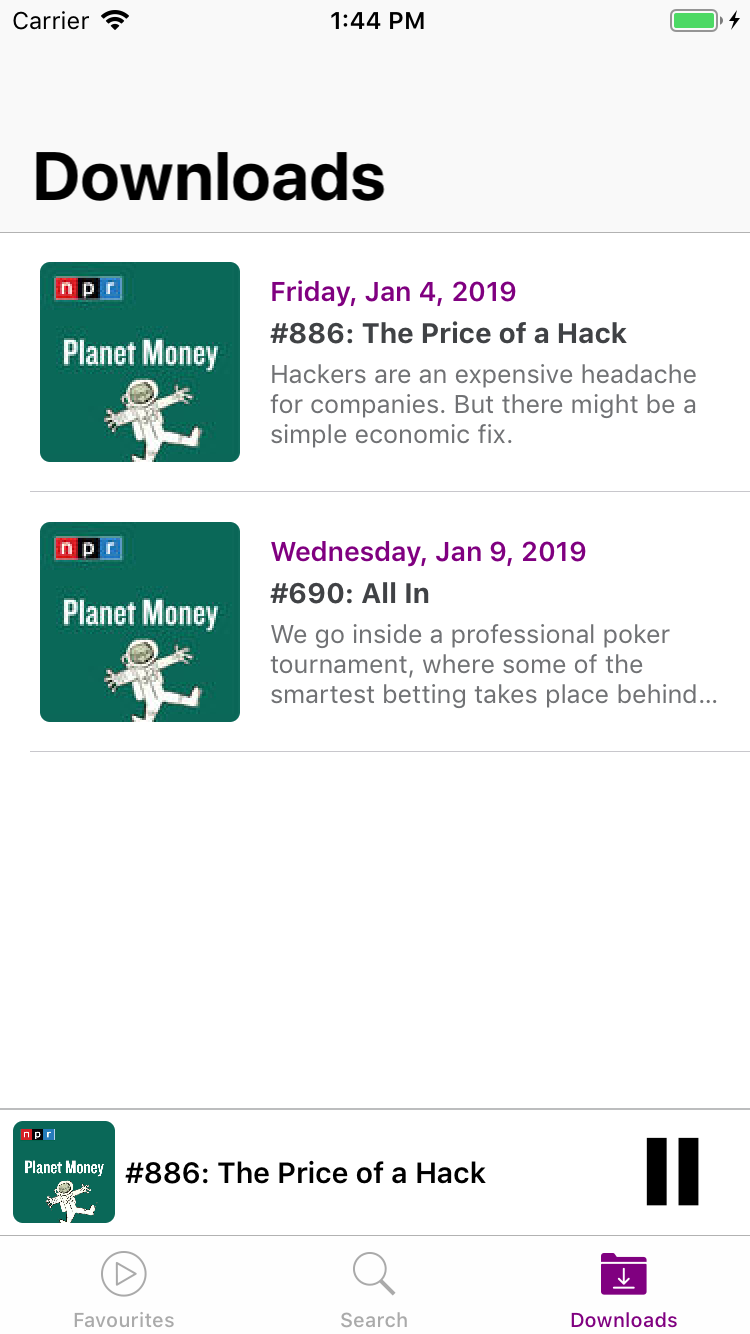 Carrier 1:44 PM
Downloads
npr
Planet Money
Friday, Jan 4, 2019
#886: The Price of a Hack
Hackers are an expensive headache
for companies. But there might be a
simple economic fix.
npr
Planet Money
Wednesday, Jan 9, 2019
#690: All In
We go inside a professional poker
tournament, where some of the
smartest betting takes place behind...
npr
Planet Money
#886: The Price of a Hack
Favourites Search Downloads